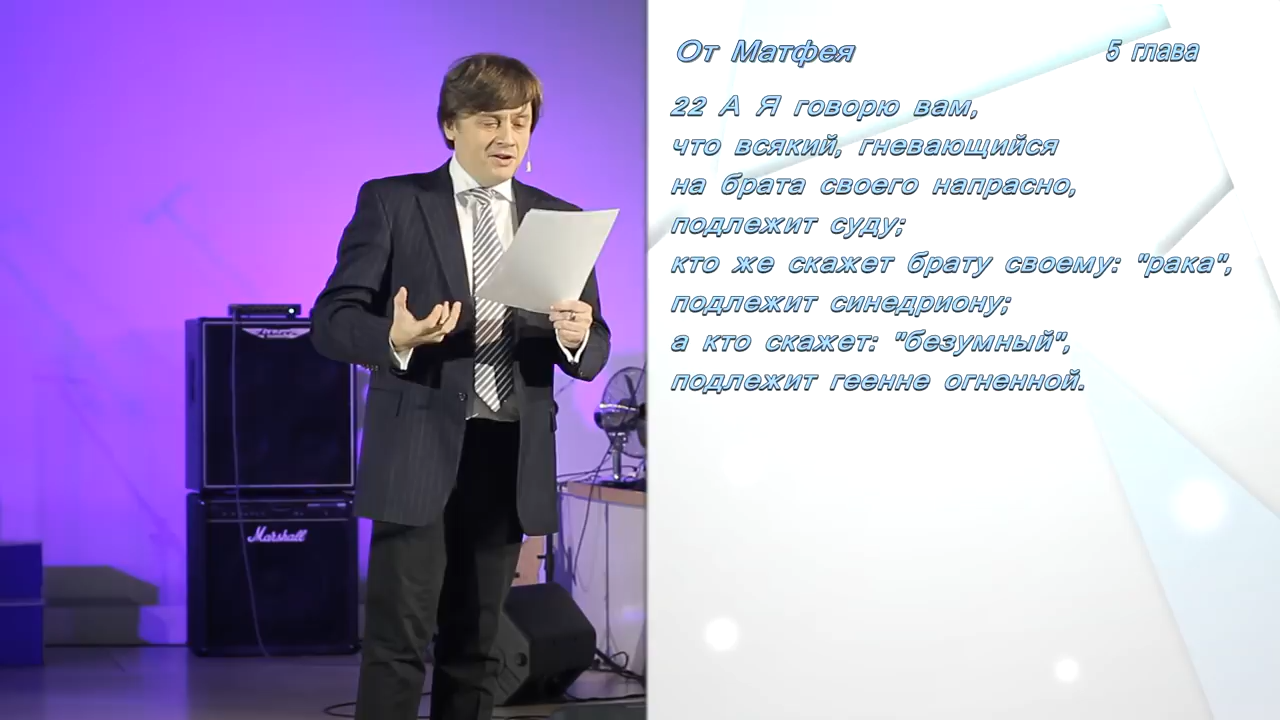 От Матфея 5 глава
22 А Я говорю вам,
что всякий, гневающийся
на брата своего напрасно,
подлежит суду;
кто же скажет брату своему: "рака",
подлежит синедриону;
а кто скажет: "безумный",
подлежит геенне огненной.
Marshall